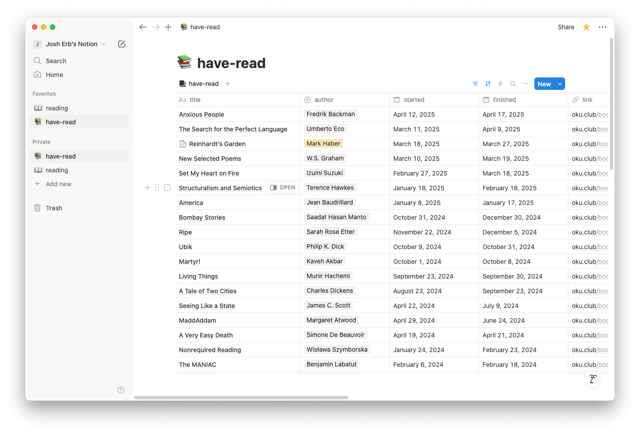 have-read
Share
J Josh Erb's Notion
Search
Home
Favorites
reading
have-read
Private
have-read
reading
Add new
Trash
have-read
have-read
New
Aa title author started finished link
Anxious People Fredrik Backman April 12, 2025 April 17, 2025 oku.club/boo
The Search for the Perfect Language Umberto Eco March 11, 2025 April 9, 2025 oku.club/boo
Reinhardt's Garden Mark Haber March 18, 2025 March 27, 2025 oku.club/boo
New Selected Poems W.S. Graham March 10, 2025 March 19, 2025 oku.club/boo
Set My Heart on Fire Izumi Suzuki February 27, 2025 March 18, 2025 oku.club/boo
Structuralism and Semiotics OPEN Terence Hawkes January 18, 2025 February 18, 2025 oku.club/boo
America Jean Baudrillard January 8, 2025 January 17, 2025 oku.club/boo
Bombay Stories Saadat Hasan Manto October 31, 2024 December 30, 2024 oku.club/boo
Ripe Sarah Rose Etter November 22, 2024 December 5, 2024 oku.club/boo
Ubik Philip K. Dick October 9, 2024 October 31, 2024 oku.club/boo
Martyr! Kaveh Akbar October 1, 2024 October 8, 2024 oku.club/boo
Living Things Munir Hachemi September 23, 2024 September 30, 2024 oku.club/boo
A Tale of Two Cities Charles Dickens August 23, 2024 September 23, 2024 oku.club/boo
Seeing Like a State James C. Scott April 22, 2024 July 9, 2024 oku.club/boo
MaddAddam Margaret Atwood April 29, 2024 June 24, 2024 oku.club/boo
A Very Easy Death Simone De Beauvoir April 19, 2024 April 21, 2024 oku.club/boo
Nonrequired Reading Wisława Szymborska January 24, 2024 February 23, 2024 oku.club/boo
The MANIAC Benjamin Labatut February 6, 2024 February 18, 2024 oku.club/boo